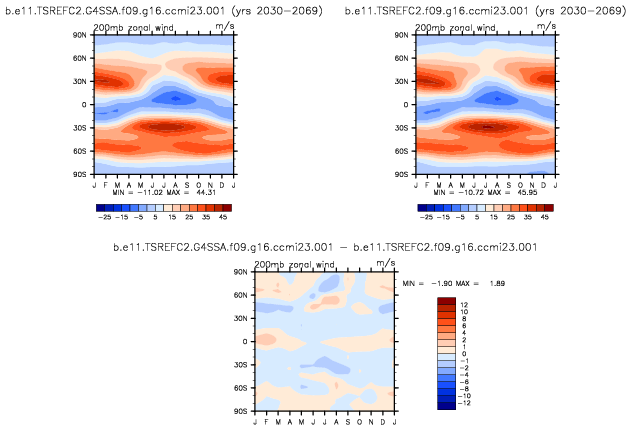 b.e11.TSREFC2.G4SSA.f09.g16.ccmi23.001 (yrs 2030-2069)
200mb zonal wind m/s
90N
60N
30N
0
30S
60S
90S
J F M A M J J A S O N D J
MIN = -11.02 MAX = 44.31
-25 -15 -5 5 15 25 35 45
b.e11.TSREFC2.f09.g16.ccmi23.001 (yrs 2030-2069)
200mb zonal wind m/s
90N
60N
30N
0
30S
60S
90S
J F M A M J J A S O N D J
MIN = -10.72 MAX = 45.95
-25 -15 -5 5 15 25 35 45
b.e11.TSREFC2.G4SSA.f09.g16.ccmi23.001 - b.e11.TSREFC2.f09.g16.ccmi23.001
200mb zonal wind m/s
90N
60N
30N
0
30S
60S
90S
J F M A M J J A S O N D J
MIN = -1.90 MAX = 1.89
12
10
8
6
4
2
1
0
-1
-2
-4
-6
-8
-10
-12